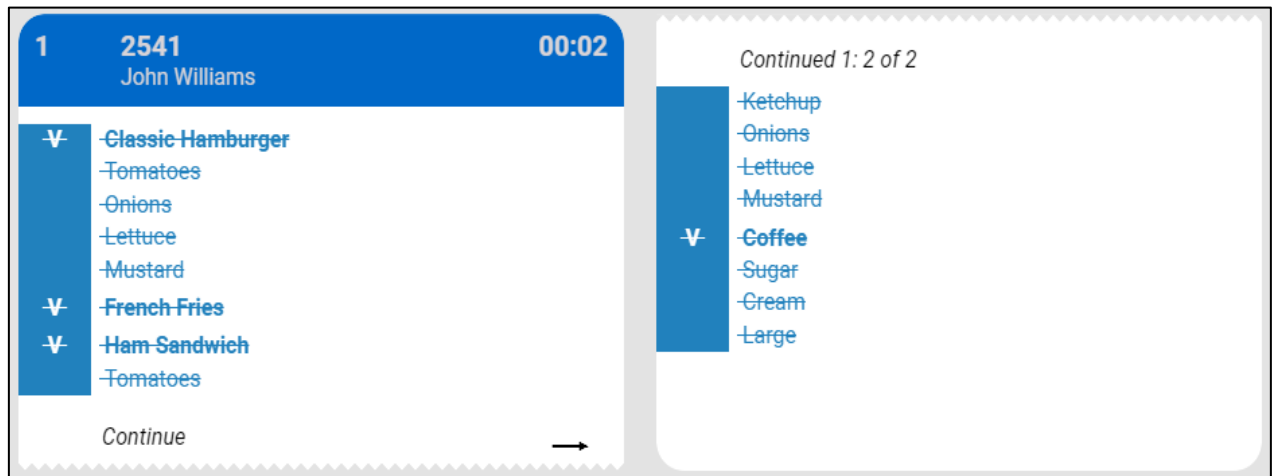 1 2541 00:02
John Williams
V Classic Hamburger
Tomatoes
Onions
Lettuce
Mustard
V French Fries
V Ham Sandwich
Tomatoes
Continue
Continued 1: 2 of 2
Ketchup
Onions
Lettuce
Mustard
V Coffee
Sugar
Cream
Large